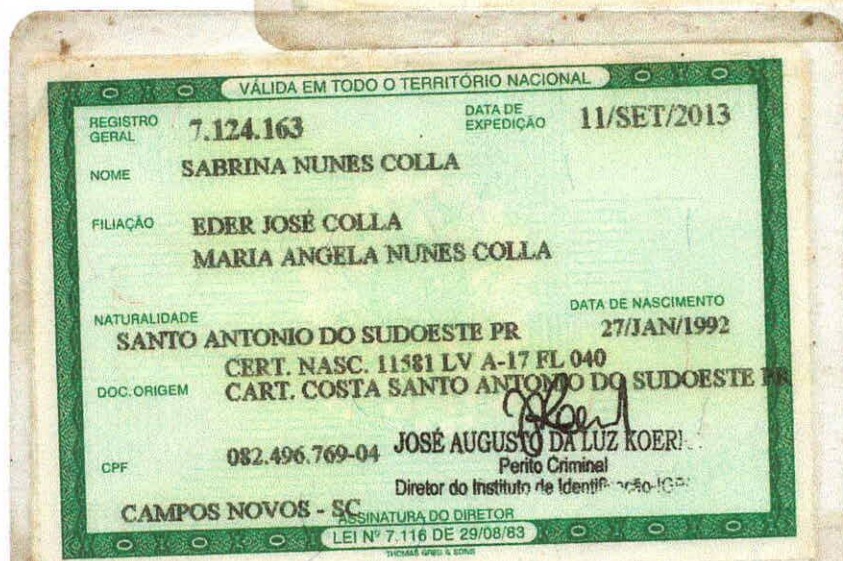 VÁLIDA EM TODO O TERRITÓRIO NACIONAL
REGISTRO GERAL 7.124.163 DATA DE EXPEDIÇÃO 11/SET/2013
NOME SABRINA NUNES COLLA
FILIAÇÃO EDER JOSÉ COLLA
MARIA ANGELA NUNES COLLA
NATURALIDADE DATA DE NASCIMENTO
SANTO ANTONIO DO SUDOESTE PR 27/JAN/1992
CERT. NASC. 11581 LV A-17 FL 040
DOC. ORIGEM CART. COSTA SANTO ANTONIO DO SUDOESTE PR
CPF 082.496.769-04 JOSÉ AUGUSTO DA LUZ
Perito Criminal
Diretor do Instituto de
CAMPOS NOVOS - SC
ASSINATURA DO DIRETOR
LEI Nº 7.116 DE 29/08/83
THOMAS GREG & SONS